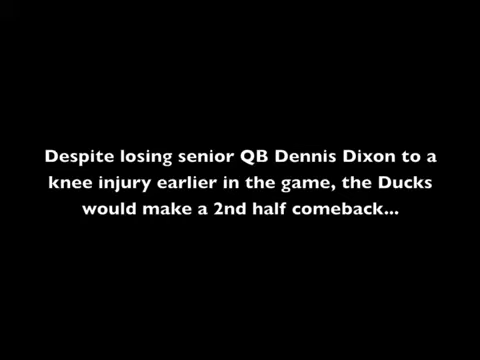 Despite losing senior QB Dennis Dixon to a
knee injury earlier in the game, the Ducks
would make a 2nd half comeback...